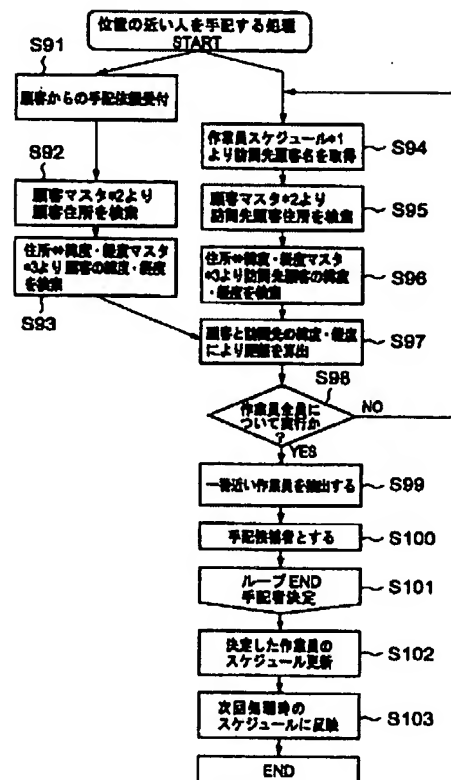 位置の近い人を手配する処理
START
S91
顧客からの手配依頼受付
S92
顧客マスタ*2より
顧客住所を検索
住所⇔緯度・経度マスタ
*3より顧客の緯度・経度
を検索
S93
作業員スケジュール*1
より訪問先顧客名を取得
S94
顧客マスタ*2より
訪問先顧客住所を検索
S95
住所⇔緯度・経度マスタ
*3より訪問先顧客の緯度
・経度を検索
S96
顧客と訪問先の緯度・経度
により距離を算出
S97
S98
作業員全員に
ついて実行か
?
NO
YES
一番近い作業員を抽出する
S99
手配候補者とする
S100
ループEND
手配者決定
S101
決定した作業員の
スケジュール更新
S102
次回処理時の
スケジュールに反映
S103
END